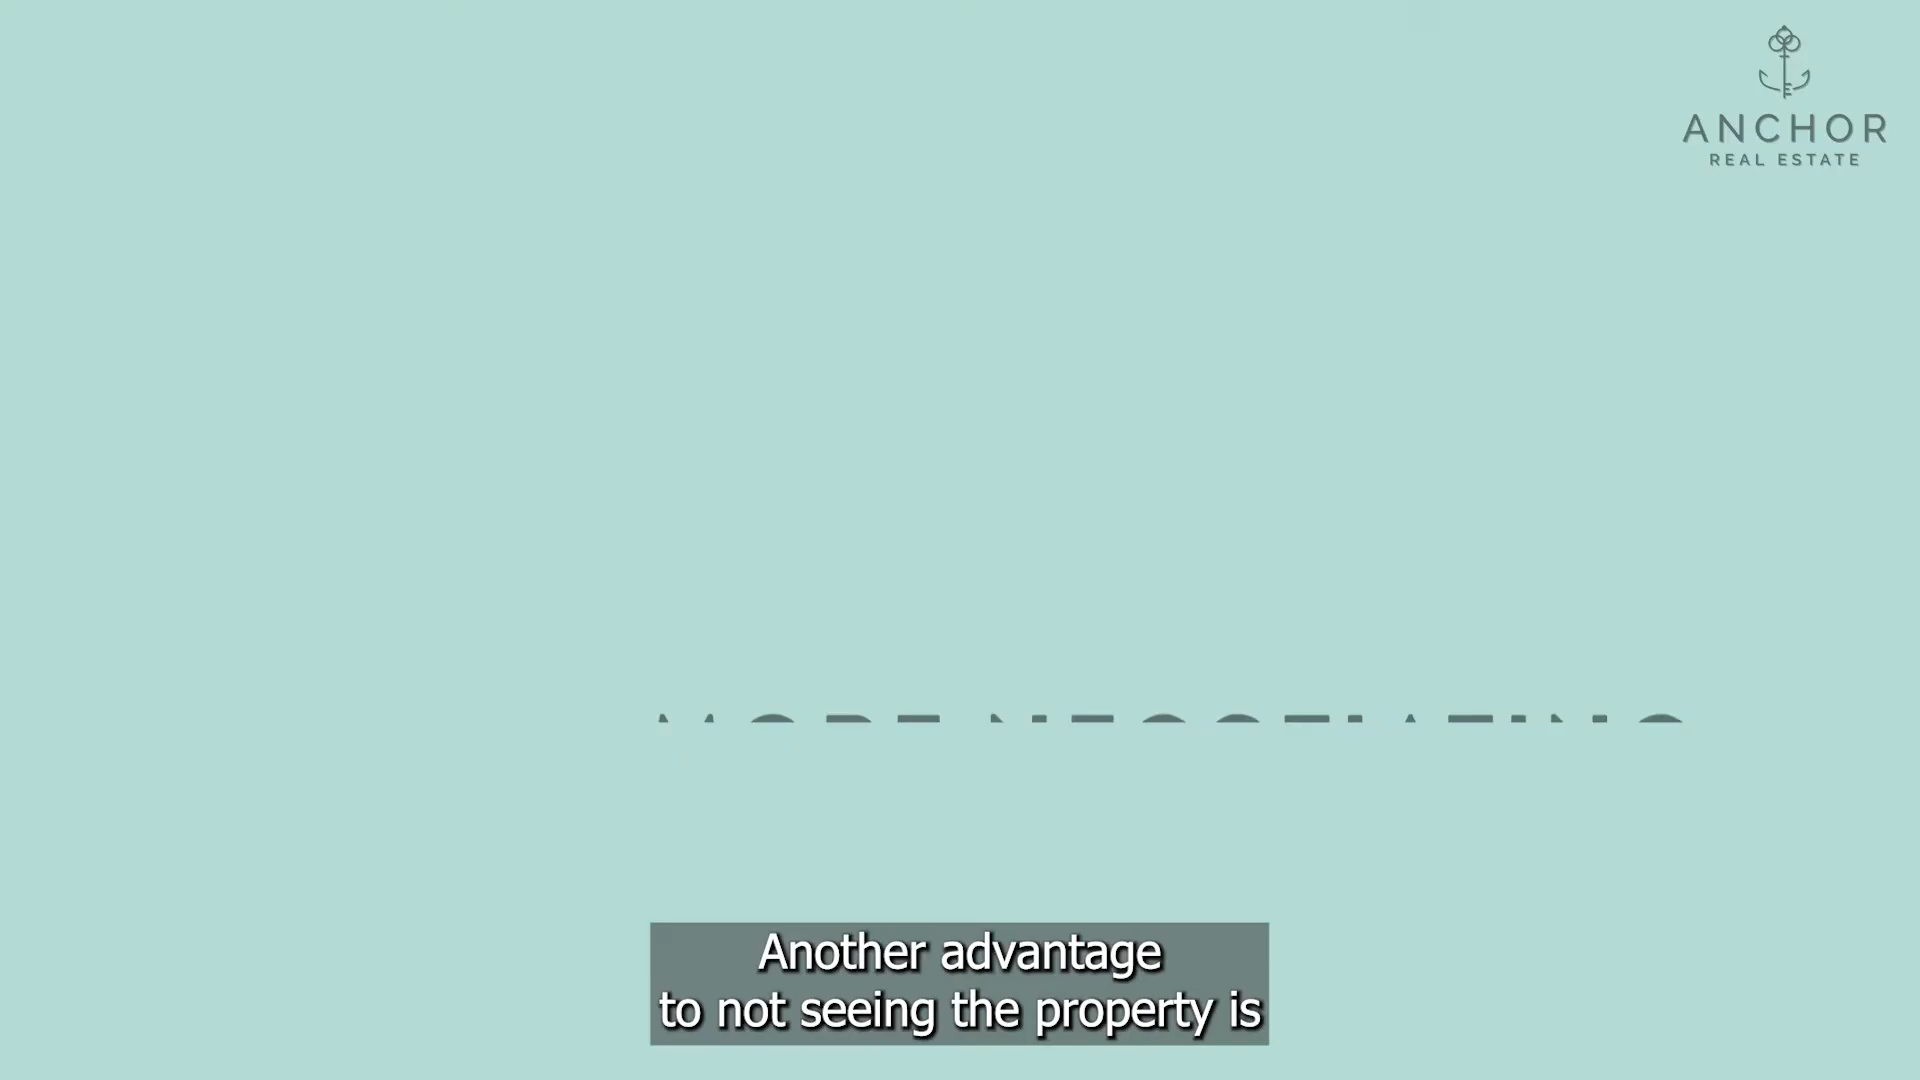 ANCHOR
REAL ESTATE
Another advantage
to not seeing the property is